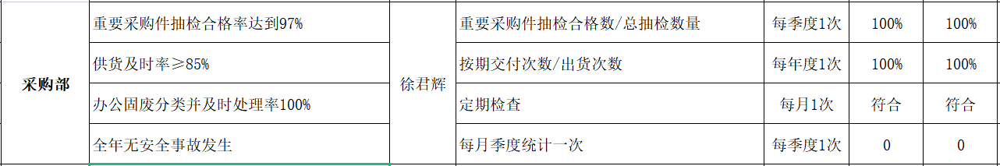 重要采购件抽检合格率达到97% 重要采购件抽检合格数/总抽检数量 每季度1次 100% 100%
供货及时率≥85% 按期交付次数/出货次数 每年度1次 100% 100%
采购部 徐君辉
办公固废分类并及时处理率100% 定期检查 每月1次 符合 符合
全年无安全事故发生 每月季度统计一次 每季度1次 0 0